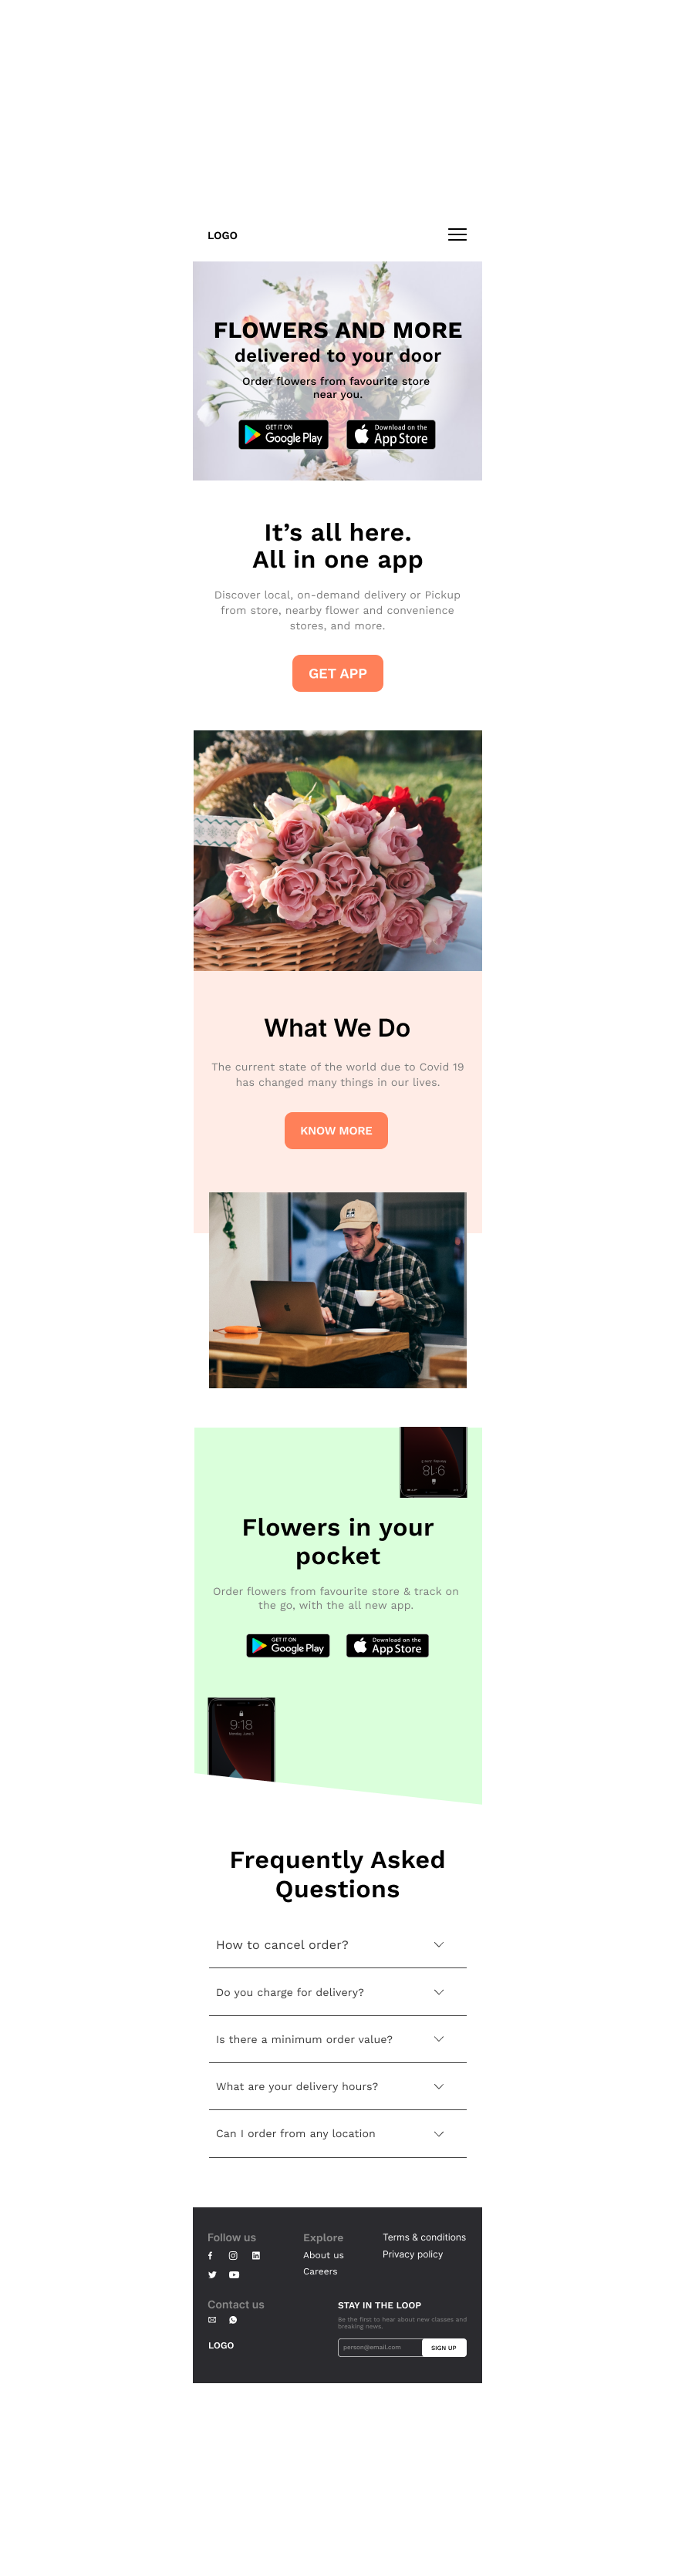 LOGO
FLOWERS AND MORE
delivered to your door
Order flowers from favourite store
near you.
GET IT ON
Google Play
Download on the
App Store
It’s all here.
All in one app
Discover local, on-demand delivery or Pickup
from store, nearby flower and convenience
stores, and more.
GET APP
What We Do
The current state of the world due to Covid 19
has changed many things in our lives.
KNOW MORE
9:18
Flowers in your
pocket
Order flowers from favourite store & track on
the go, with the all new app.
GET IT ON
Google Play
Download on the
App Store
9:18
Frequently Asked
Questions
How to cancel order?
Do you charge for delivery?
Is there a minimum order value?
What are your delivery hours?
Can I order from any location
Follow us
Explore
About us
Careers
Terms & conditions
Privacy policy
Contact us
LOGO
STAY IN THE LOOP
Be the first to hear about new classes and
breaking news.
person@email.com
SIGN UP